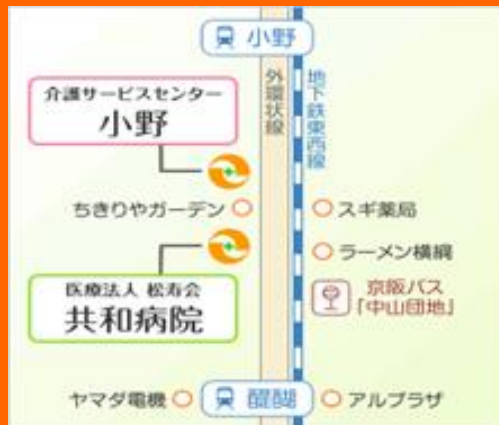 小野
外環状線
地下鉄東西線
介護サービスセンター
小野
ちきりやガーデン
スギ薬局
ラーメン横綱
医療法人 松寿会
共和病院
京阪バス
「中山団地」
ヤマダ電機
醍醐
アルプラザ